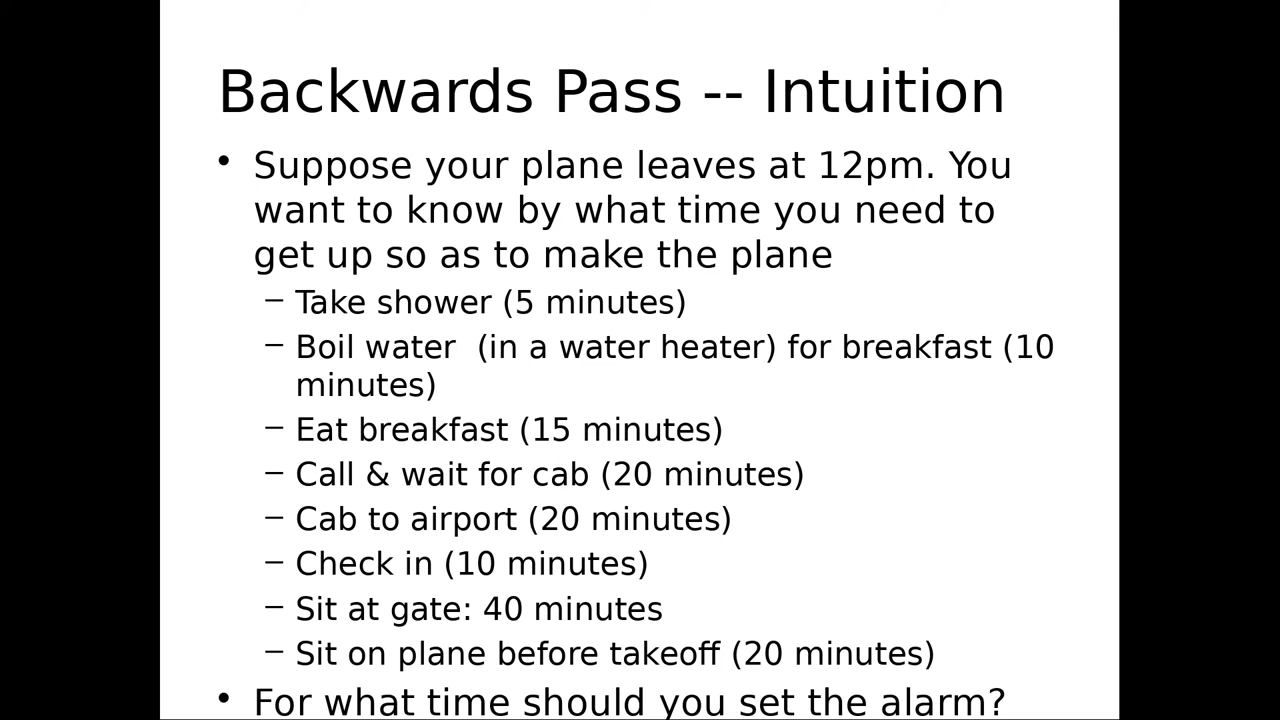 Backwards Pass -- Intuition
• Suppose your plane leaves at 12pm. You
want to know by what time you need to
get up so as to make the plane
– Take shower (5 minutes)
– Boil water  (in a water heater) for breakfast (10
minutes)
– Eat breakfast (15 minutes)
– Call & wait for cab (20 minutes)
– Cab to airport (20 minutes)
– Check in (10 minutes)
– Sit at gate: 40 minutes
– Sit on plane before takeoff (20 minutes)
• For what time should you set the alarm?